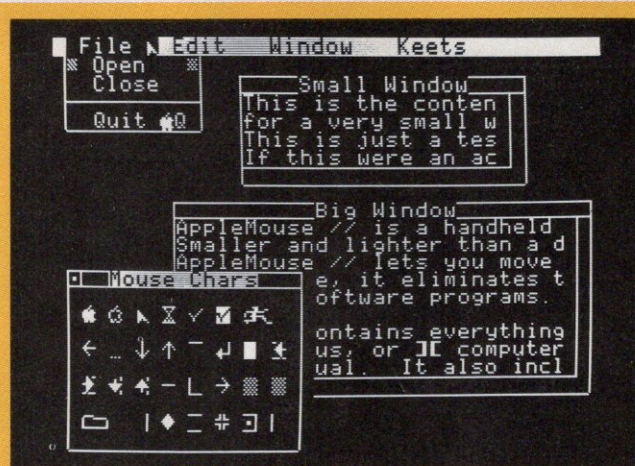 File Edit Window Keets
Open
Close
Quit Q
Small Window
This is the conten
for a very small w
This is just a tes
If this were an ac
Big Window
AppleMouse // is a handheld
Smaller and lighter than a d
AppleMouse // lets you move
e, it eliminates t
oftware programs.
ontains everything
us, or ][ computer
ual. It also incl
Mouse Chars